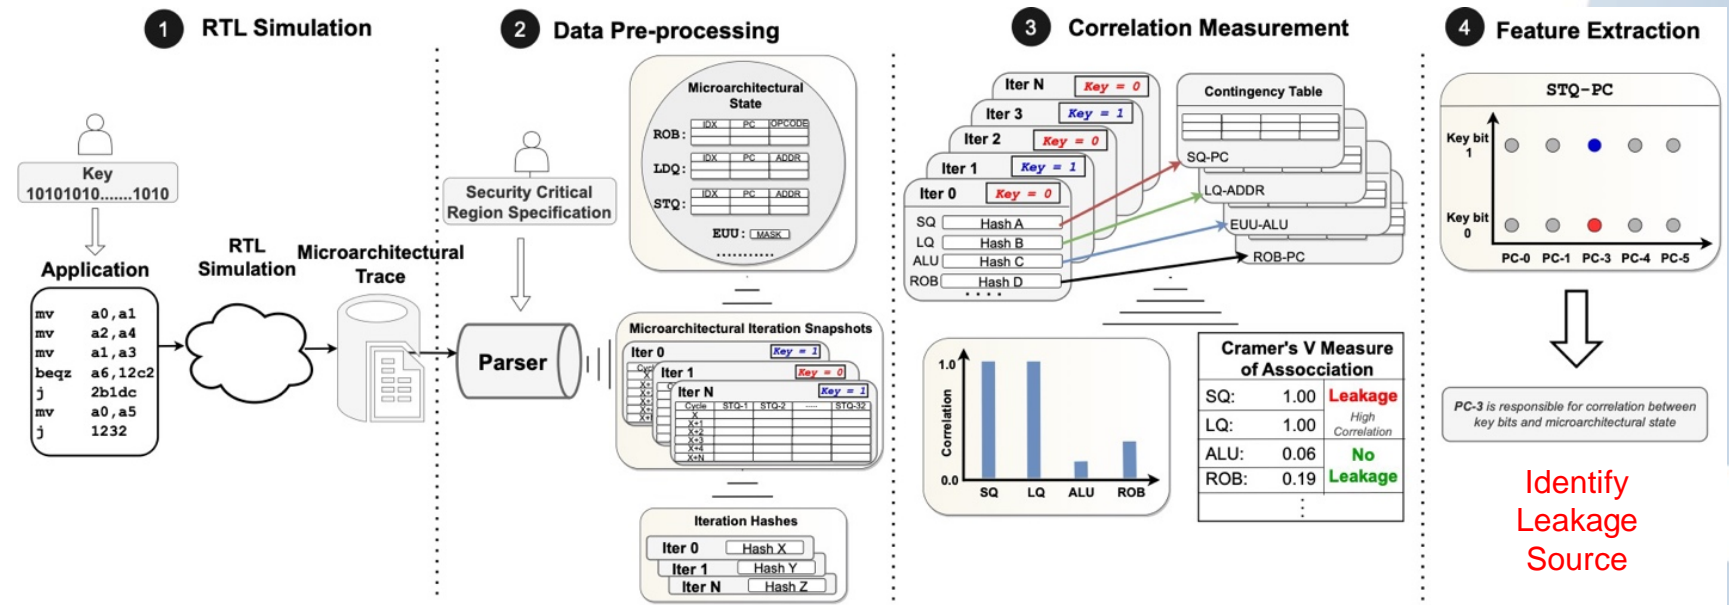 1 RTL Simulation
Key
10101010.......1010
Application
mv a0,a1
mv a2,a4
mv a1,a3
beqz a6,12c2
j 2b1dc
mv a0,a5
j 1232
RTL
Simulation
Microarchitectural
Trace
2 Data Pre-processing
Security Critical
Region Specification
Parser
Microarchitectural
State
IDX PC OPCODE
ROB:
IDX PC ADDR
LDQ:
IDX PC ADDR
STQ:
EUU: MASK
...........
Microarchitectural Iteration Snapshots
Iter 0 Key = 1
Iter 1 Key = 0
Iter N Key = 1
Cycle STQ-1 STQ-2 ---- STQ-32
X
X+1
X+2
X+3
X+4
X+N
Iteration Hashes
Iter 0 Hash X
Iter 1 Hash Y
Iter N Hash Z
3 Correlation Measurement
Iter N Key = 0
Iter 3 Key = 1
Iter 2 Key = 0
Iter 1 Key = 1
Iter 0 Key = 0
SQ Hash A
LQ Hash B
ALU Hash C
ROB Hash D
....
Contingency Table
SQ-PC
LQ-ADDR
EUU-ALU
ROB-PC
1.0
Correlation
0.0
SQ LQ ALU ROB
Cramer's V Measure
of Assocciation
SQ: 1.00 Leakage
LQ: 1.00 High
Correlation
ALU: 0.06 No
ROB: 0.19 Leakage
⋮
4 Feature Extraction
STQ-PC
Key bit
1
Key bit
0
PC-0 PC-1 PC-3 PC-4 PC-5
PC-3 is responsible for correlation between
key bits and microarchitectural state
Identify
Leakage
Source